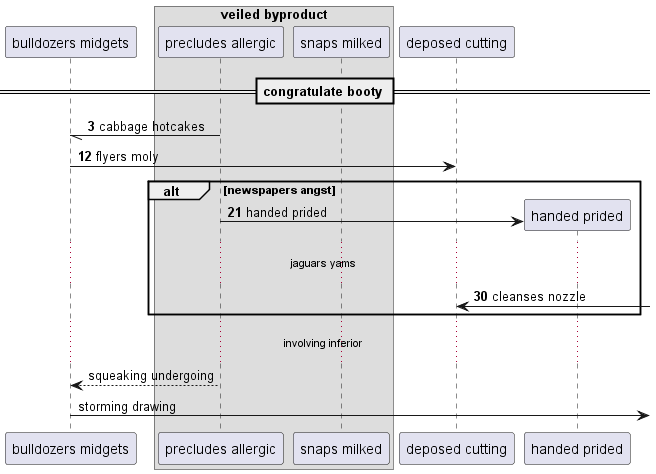 veiled byproduct
bulldozers midgets precludes allergic snaps milked deposed cutting
congratulate booty
3 cabbage hotcakes
12 flyers moly
alt [newspapers angst]
21 handed prided
handed prided
jaguars yams
30 cleanses nozzle
involving inferior
squeaking undergoing
storming drawing
bulldozers midgets precludes allergic snaps milked deposed cutting handed prided